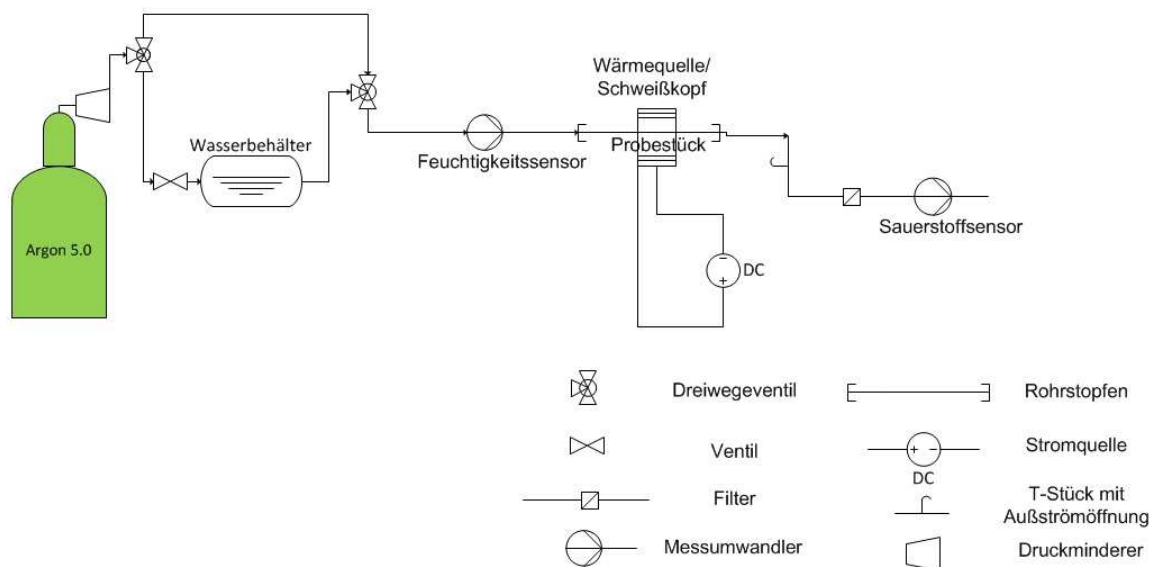 Wärmequelle/
Schweißkopf
Wasserbehälter
Probestück
Feuchtigkeitssensor
Sauerstoffsensor
Argon 5.0
−
+
DC
Dreiwegeventil
Rohrstopfen
Ventil
+ −
DC
Stromquelle
Filter
T-Stück mit
Außströmöffnung
Messumwandler
Druckminderer